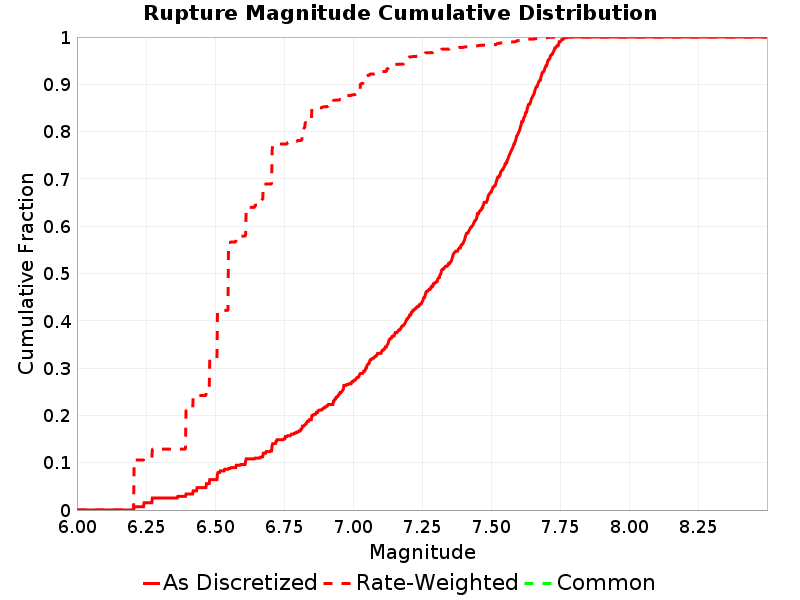 Rupture Magnitude Cumulative Distribution
Cumulative Fraction
1
0.9
0.8
0.7
0.6
0.5
0.4
0.3
0.2
0.1
0
6.00 6.25 6.50 6.75 7.00 7.25 7.50 7.75 8.00 8.25
Magnitude
As Discretized Rate-Weighted Common